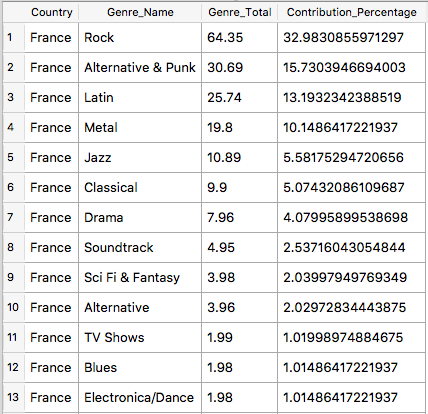 Country Genre_Name Genre_Total Contribution_Percentage
1 France Rock 64.35 32.9830855971297
2 France Alternative & Punk 30.69 15.7303946694003
3 France Latin 25.74 13.1932342388519
4 France Metal 19.8 10.1486417221937
5 France Jazz 10.89 5.58175294720656
6 France Classical 9.9 5.07432086109687
7 France Drama 7.96 4.07995899538698
8 France Soundtrack 4.95 2.53716043054844
9 France Sci Fi & Fantasy 3.98 2.03997949769349
10 France Alternative 3.96 2.02972834443875
11 France TV Shows 1.99 1.01998974884675
12 France Blues 1.98 1.01486417221937
13 France Electronica/Dance 1.98 1.01486417221937